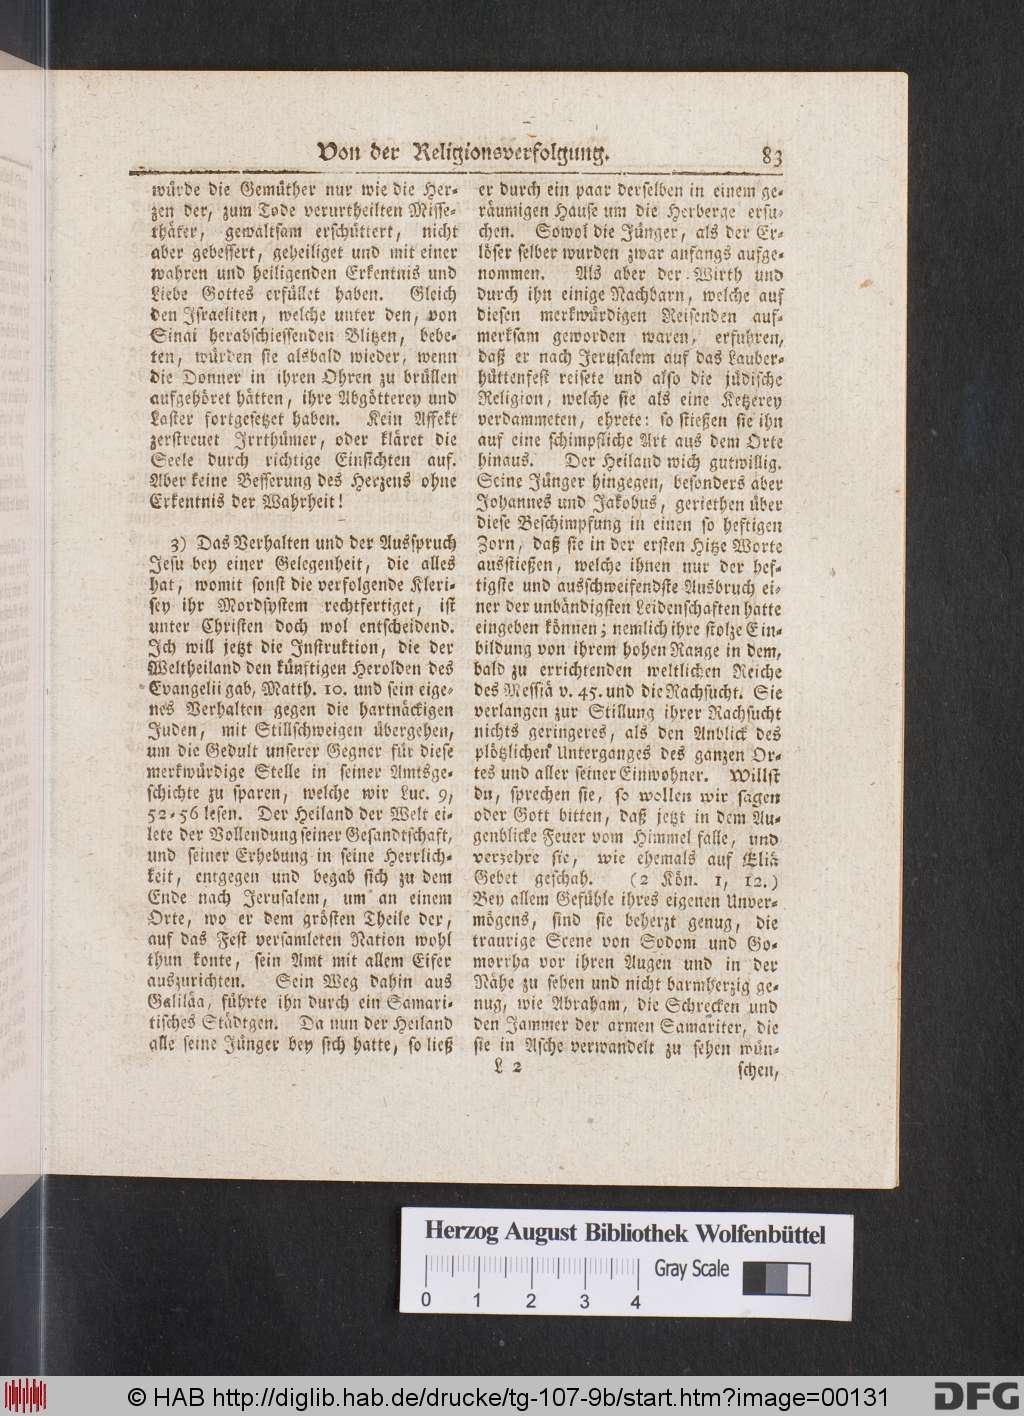 Von der Religionsverfolgung. 83
würde die Gemüther nur wie die Her-
zen der, zum Tode verurtheilten Misse-
thäter, gewaltsam erschüttert, nicht
aber gebessert, geheiliget und mit einer
wahren und heiligenden Erkentnis und
Liebe Gottes erfüllet haben. Gleich
den Israeliten, welche unter den, von
Sinai herabschiessenden Blitzen, bebe-
ten, würden sie alsbald wieder, wenn
die Donner in ihren Ohren zu brüllen
aufgehöret hätten, ihre Abgötterey und
Laster fortgesetzet haben. Kein Affekt
zerstreuet Irrthümer, oder kläret die
Seele durch richtige Einsichten auf.
Aber keine Besserung des Herzens ohne
Erkentnis der Wahrheit!
3) Das Verhalten und der Ausspruch
Jesu bey einer Gelegenheit, die alles
hat, womit sonst die verfolgende Kleri-
sey ihr Mordsystem rechtfertiget, ist
unter Christen doch wol entscheidend.
Ich will jetzt die Instruktion, die der
Weltheiland den künftigen Herolden des
Evangelii gab, Matth. 10. und sein eige-
nes Verhalten gegen die hartnäckigen
Juden, mit Stillschweigen übergehen,
um die Gedult unserer Gegner für diese
merkwürdige Stelle in seiner Amtsge-
schichte zu sparen, welche wir Luc. 9,
52-56 lesen. Der Heiland der Welt ei-
lete der Vollendung seiner Gesandtschaft,
und seiner Erhebung in seine Herrlich-
keit, entgegen und begab sich zu dem
Ende nach Jerusalem, um an einem
Orte, wo er dem grösten Theile der,
auf das Fest versamleten Nation wohl
thun konte, sein Amt mit allem Eifer
auszurichten. Sein Weg dahin aus
Galiläa, führte ihn durch ein Samari-
tisches Städtgen. Da nun der Heiland
alle seine Jünger bey sich hatte, so ließ
er durch ein paar derselben in einem ge-
räumigen Hause um die Herberge ersu-
chen. Sowol die Jünger, als der Er-
löser selber wurden zwar anfangs aufge-
nommen. Als aber der Wirth und
durch ihn einige Nachbarn, welche auf
diesen merkwürdigen Reisenden auf-
merksam geworden waren, erfuhren,
daß er nach Jerusalem auf das Lauber-
hüttenfest reisete und also die jüdische
Religion, welche sie als eine Ketzerey
verdammeten, ehrete: so stießen sie ihn
auf eine schimpfliche Art aus dem Orte
hinaus. Der Heiland wich gutwillig.
Seine Jünger hingegen, besonders aber
Johannes und Jakobus, geriethen über
diese Beschimpfung in einen so heftigen
Zorn, daß sie in der ersten Hitze Worte
ausstießen, welche ihnen nur der hef-
tigste und ausschweifendste Ausbruch ei-
ner der unbändigsten Leidenschaften hatte
eingeben können; nemlich ihre stolze Ein-
bildung von ihrem hohen Range in dem,
bald zu errichtenden weltlichen Reiche
des Messiä v. 45. und die Rachsucht. Sie
verlangen zur Stillung ihrer Rachsucht
nichts geringeres, als den Anblick des
plötzlichen Unterganges des ganzen Or-
tes und aller seiner Einwohner. Willst
du, sprechen sie, so wollen wir sagen
oder Gott bitten, daß jetzt in dem Au-
genblicke Feuer vom Himmel falle, und
verzehre sie, wie ehemals auf Eliä
Gebet geschah. (2 Kön. 1, 12.)
Bey allem Gefühle ihres eigenen Unver-
mögens, sind sie beherzt genug, die
traurige Scene von Sodom und Go-
morrha vor ihren Augen und in der
Nähe zu sehen und nicht barmherzig ge-
nug, wie Abraham, die Schrecken und
den Jammer der armen Samariter, die
sie in Asche verwandelt zu sehen wün-
L 2 schen,
Herzog August Bibliothek Wolfenbüttel
Gray Scale
0 1 2 3 4
© HAB http://diglib.hab.de/drucke/tg-107-9b/start.htm?image=00131
DFG